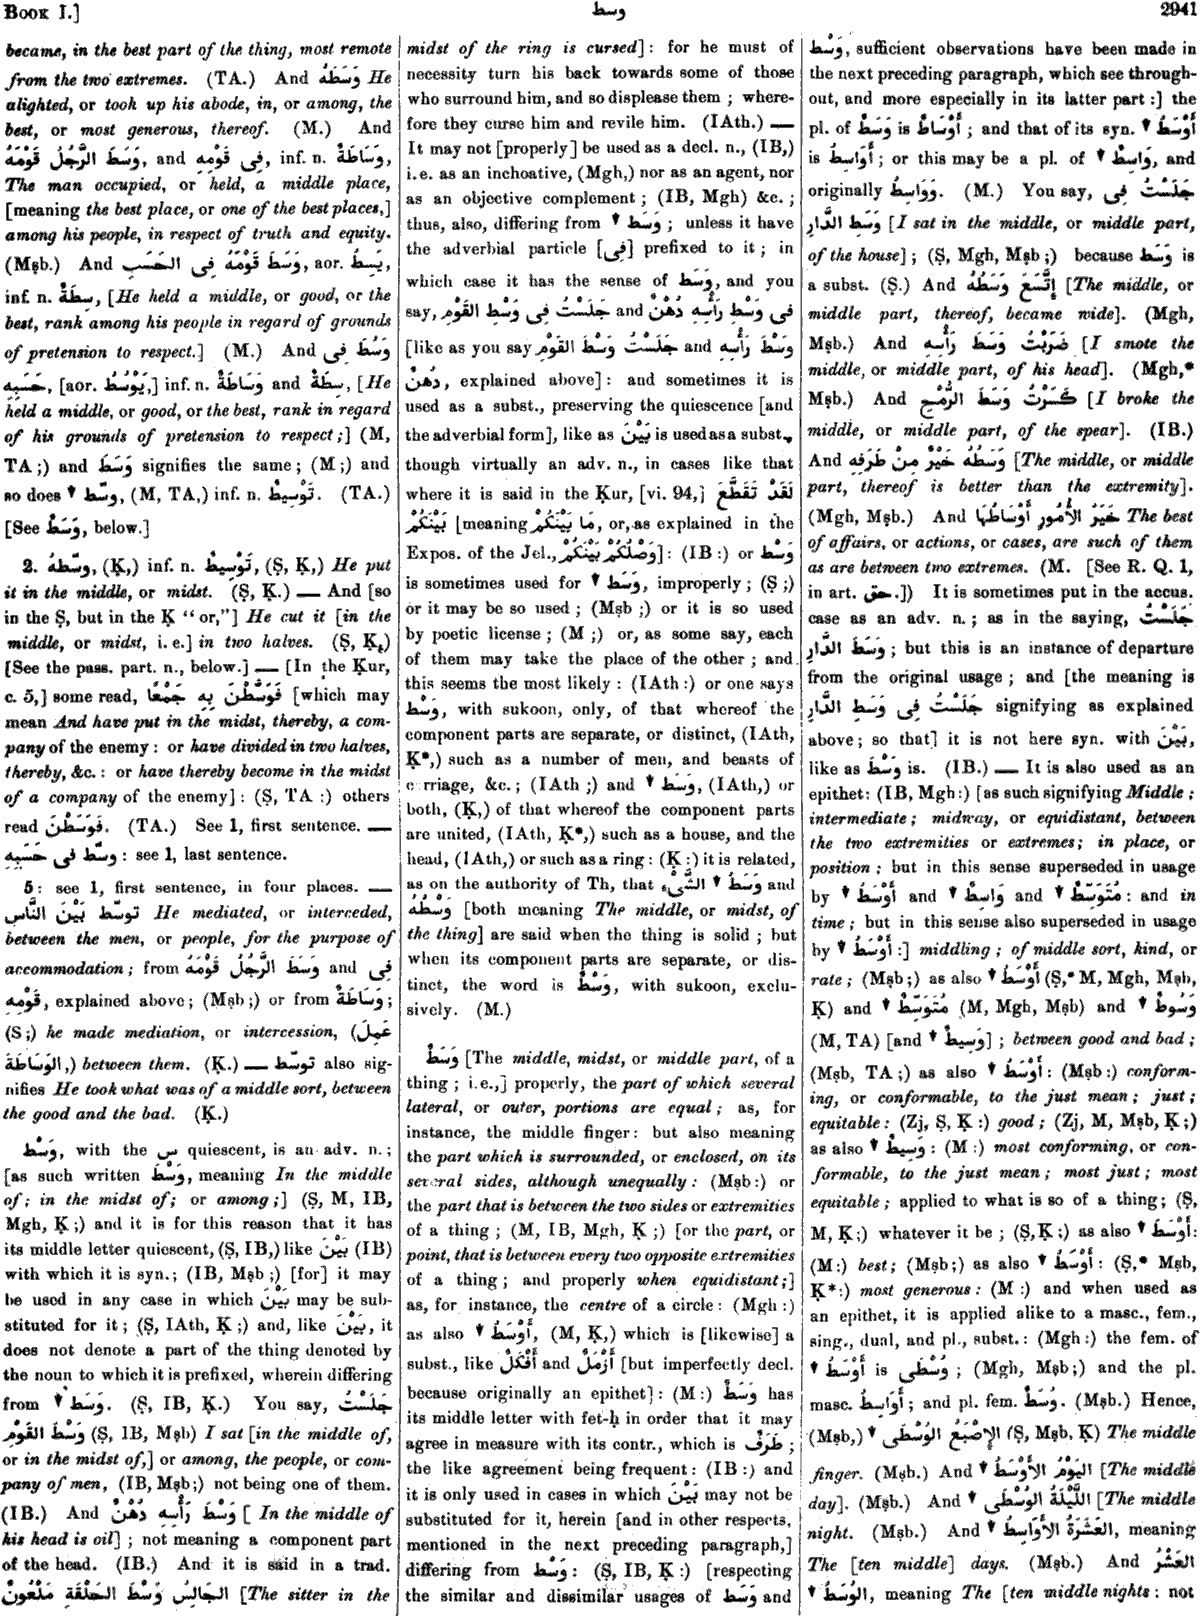 BOOK I.]
وسط
2941
became, in the best part of the thing, most remote
from the two extremes. (TA.) And وَسَطَهُ He
alighted, or took up his abode, in, or among, the
best, or most generous, thereof. (M.) And
وَسَطَ الرَّجُلُ قَوْمَهُ, and فِى قَوْمِهِ, inf. n. وَسَاطَةٌ,
The man occupied, or held, a middle place,
[meaning the best place, or one of the best places,]
among his people, in respect of truth and equity.
(Mṣb.) And وَسَطَ قَوْمَهُ فِى الحَسَبِ, aor. يَسِطُ,
inf. n. سِطَةٌ, [He held a middle, or good, or the
best, rank among his people in regard of grounds
of pretension to respect.] (M.) And وَسُطَ فِى
حَسَبِهِ, [aor. يَوْسُطُ,] inf. n. وَسَاطَةٌ and سِطَةٌ, [He
held a middle, or good, or the best, rank in regard
of his grounds of pretension to respect;] (M,
TA;) and وَسَطَ signifies the same; (M;) and
so does ↓ وسّط, (M, TA,) inf. n. تَوْسِيطٌ. (TA.)
[See وَسَطٌ, below.]
2. وسّطهُ, (Ḳ,) inf. n. تَوْسِيطٌ, (Ṣ, Ḳ,) He put
it in the middle, or midst. (Ṣ, Ḳ.) — And [so
in the Ṣ, but in the Ḳ "or,"] He cut it [in the
middle, or midst, i. e.] in two halves. (Ṣ, Ḳ.)
[See the pass. part. n., below.] — [In the Ḳur,
c. 5,] some read, فَوَسَّطْنَ بِهِ جَمْعًا [which may
mean And have put in the midst, thereby, a com-
pany of the enemy: or have divided in two halves,
thereby, &c.: or have thereby become in the midst
of a company of the enemy]: (Ṣ, TA:) others
read فَوَسَطْنَ. (TA.) See 1, first sentence. —
وسّط فِى حَسَبِهِ: see 1, last sentence.
5: see 1, first sentence, in four places. —
توسّط بَيْنَ النَّاسِ He mediated, or interceded,
between the men, or people, for the purpose of
accommodation; from وَسَطَ الرَّجُلُ قَوْمَهُ and فِى
قَوْمِهِ, explained above; (Mṣb;) or from وَسَاطَةٌ;
(S;) he made mediation, or intercession, (عَمِلَ
الوَسَاطَةَ,) between them. (Ḳ.) — توسّط also sig-
nifies He took what was of a middle sort, between
the good and the bad. (Ḳ.)
وَسْط, with the س quiescent, is an adv. n.;
[as such written وَسْطَ, meaning In the middle
of; in the midst of; or among;] (Ṣ, M, IB,
Mgh, Ḳ;) and it is for this reason that it has
its middle letter quiescent, (Ṣ, IB,) like بَيْنَ (IB)
with which it is syn.; (IB, Mṣb;) [for] it may
be used in any case in which بَيْنَ may be sub-
stituted for it; (Ṣ, IAth, Ḳ;) and, like بَيْنَ, it
does not denote a part of the thing denoted by
the noun to which it is prefixed, wherein differing
from ↓ وَسَط. (Ṣ, IB, Ḳ.) You say, جَلَسْتُ
وَسْطَ القَوْمِ (Ṣ, IB, Mṣb) I sat [in the middle of,
or in the midst of,] or among, the people, or com-
pany of men, (IB, Mṣb;) not being one of them.
(IB.) And وَسْطَ رَأْسِهِ دُهْنٌ [In the middle of
his head is oil]; not meaning a component part
of the head. (IB.) And it is said in a trad.
الجَالِسُ وَسْطَ الحَلْقَةِ مَلْعُونٌ [The sitter in the
midst of the ring is cursed]: for he must of
necessity turn his back towards some of those
who surround him, and so displease them; where-
fore they curse him and revile him. (IAth.) —
It may not [properly] be used as a decl. n., (IB,)
i.e. as an inchoative, (Mgh,) nor as an agent, nor
as an objective complement; (IB, Mgh) &c.;
thus, also, differing from ↓ وَسَط; unless it have
the adverbial particle [فِى] prefixed to it; in
which case it has the sense of وَسَط, and you
say, جَلَسْتُ فِى وَسْطِ القَوْمِ and فِى وَسْطِ رَأْسِهِ دُهْنٌ
[like as you say جَلَسْتُ وَسْطَ القَوْمِ and وَسْطَ رَأْسِهِ
دُهْنٌ, explained above]: and sometimes it is
used as a subst., preserving the quiescence [and
the adverbial form], like as بَيْنَ is used as a subst.,
though virtually an adv. n., in cases like that
where it is said in the Ḳur, [vi. 94,] لَقَدْ تَقَطَّعَ
بَيْنَكُمْ [meaning مَا بَيْنَكُمْ, or, as explained in the
Expos. of the Jel., وَصْلُكُمْ بَيْنَكُمْ]: (IB:) or وَسْط
is sometimes used for ↓ وَسَط, improperly; (Ṣ;)
or it may be so used; (Mṣb;) or it is so used
by poetic license; (M;) or, as some say, each
of them may take the place of the other; and
this seems the most likely: (IAth:) or one says
وَسْط, with sukoon, only, of that whereof the
component parts are separate, or distinct, (IAth,
Ḳ*,) such as a number of men, and beasts of
carriage, &c.; (IAth;) and ↓ وَسَط, (IAth,) or
both, (Ḳ,) of that whereof the component parts
are united, (IAth, Ḳ*,) such as a house, and the
head, (IAth,) or such as a ring: (Ḳ:) it is related,
as on the authority of Th, that وَسَطُ ↓ الشَّىْءِ and
وَسْطُهُ [both meaning The middle, or midst, of
the thing] are said when the thing is solid; but
when its component parts are separate, or dis-
tinct, the word is وَسْطٌ, with sukoon, exclu-
sively. (M.)
وَسَطٌ [The middle, midst, or middle part, of a
thing; i.e.,] properly, the part of which several
lateral, or outer, portions are equal; as, for
instance, the middle finger: but also meaning
the part which is surrounded, or enclosed, on its
several sides, although unequally: (Mṣb:) or
the part that is between the two sides or extremities
of a thing; (M, IB, Mgh, Ḳ;) [or the part, or
point, that is between every two opposite extremities
of a thing; and properly when equidistant;]
as, for instance, the centre of a circle: (Mgh:)
as also ↓ أَوْسَطُ, (M, Ḳ,) which is [likewise] a
subst., like أَفْكَلٌ and أَزْمَلٌ [but imperfectly decl.
because originally an epithet]: (M:) وَسَطٌ has
its middle letter with fet-ḥ in order that it may
agree in measure with its contr., which is طَرَفٌ;
the like agreement being frequent: (IB:) and
it is only used in cases in which بَيْنَ may not be
substituted for it, herein [and in other respects,
mentioned in the next preceding paragraph,]
differing from وَسْط: (Ṣ, IB, Ḳ:) [respecting
the similar and dissimilar usages of وَسَط and
وَسْط, sufficient observations have been made in
the next preceding paragraph, which see through-
out, and more especially in its latter part:] the
pl. of وَسَطٌ is أَوْسَاطٌ; and that of its syn. ↓ أَوْسَطُ
is أَوَاسِطُ; or this may be a pl. of ↓ وَاسِطٌ, and
originally وَوَاسِطُ. (M.) You say, جَلَسْتُ فِى
وَسَطِ الدَّارِ [I sat in the middle, or middle part,
of the house]; (Ṣ, Mgh, Mṣb;) because وَسَط is
a subst. (Ṣ.) And اِتَّسَعَ وَسَطُهُ [The middle, or
middle part, thereof, became wide]. (Mgh,
Mṣb.) And ضَرَبْتُ وَسَطَ رَأْسِهِ [I smote the
middle, or middle part, of his head]. (Mgh,*
Mṣb.) And كَسَرْتُ وَسَطَ الرُّمْحِ [I broke the
middle, or middle part, of the spear]. (IB.)
And وَسَطُهُ خَيْرٌ مِنْ طَرَفِهِ [The middle, or middle
part, thereof is better than the extremity].
(Mgh, Mṣb.) And خَيْرُ الأُمُورِ أَوْسَاطُهَا The best
of affairs, or actions, or cases, are such of them
as are between two extremes. (M. [See R. Q. 1,
in art. حق.]) It is sometimes put in the accus.
case as an adv. n.; as in the saying, جَلَسْتُ
وَسَطَ الدَّارِ; but this is an instance of departure
from the original usage; and [the meaning is
جَلَسْتُ فِى وَسَطِ الدَّارِ signifying as explained
above; so that] it is not here syn. with بَيْنَ,
like as وَسْطَ is. (IB.) — It is also used as an
epithet: (IB, Mgh:) [as such signifying Middle;
intermediate; midway, or equidistant, between
the two extremities or extremes; in place, or
position; but in this sense superseded in usage
by ↓ أَوْسَطُ and ↓ وَاسِطٌ and ↓ مُتَوَسِّطٌ: and in
time; but in this sense also superseded in usage
by ↓ أَوْسَطُ:] middling; of middle sort, kind, or
rate; (Mṣb;) as also ↓ أَوْسَطُ (Ṣ,* M, Mgh, Mṣb,
Ḳ) and ↓ مُتَوَسِّطٌ (M, Mgh, Mṣb) and ↓ وَسُوطٌ
(M, TA) [and ↓ وَسِيطٌ]; between good and bad;
(Mṣb, TA;) as also ↓ أَوْسَطُ: (Mṣb:) conform-
ing, or conformable, to the just mean; just;
equitable: (Zj, Ṣ, Ḳ:) good; (Zj, M, Mṣb, Ḳ;)
as also ↓ وَسِيطٌ: (M:) most conforming, or con-
formable, to the just mean; most just; most
equitable; applied to what is so of a thing; (Ṣ,
M, Ḳ;) whatever it be; (Ṣ, Ḳ;) as also ↓ أَوْسَطُ:
(M:) best; (Mṣb;) as also ↓ أَوْسَطُ: (Ṣ,* Mṣb,
Ḳ*:) most generous: (M:) and when used as
an epithet, it is applied alike to a masc., fem.,
sing., dual, and pl., subst.: (Mgh:) the fem. of
↓ أَوْسَطُ is وُسْطَى; (Mgh, Mṣb;) and the pl.
masc. أَوَاسِطُ; and pl. fem. وُسَطٌ. (Mṣb.) Hence,
(Mṣb,) ↓ الإِصْبَعُ الوُسْطَى (Ṣ, Mṣb, Ḳ) The middle
finger. (Mṣb.) And ↓ اليَوْمُ الأَوْسَطُ [The middle
day]. (Mṣb.) And ↓ اللَّيْلَةُ الوُسْطَى [The middle
night. (Mṣb.) And ↓ العَشَرَةُ الأَوَاسِطُ, meaning
The [ten middle] days. (Mṣb.) And العَشْرُ
↓ الوُسَطُ, meaning The [ten middle nights: not